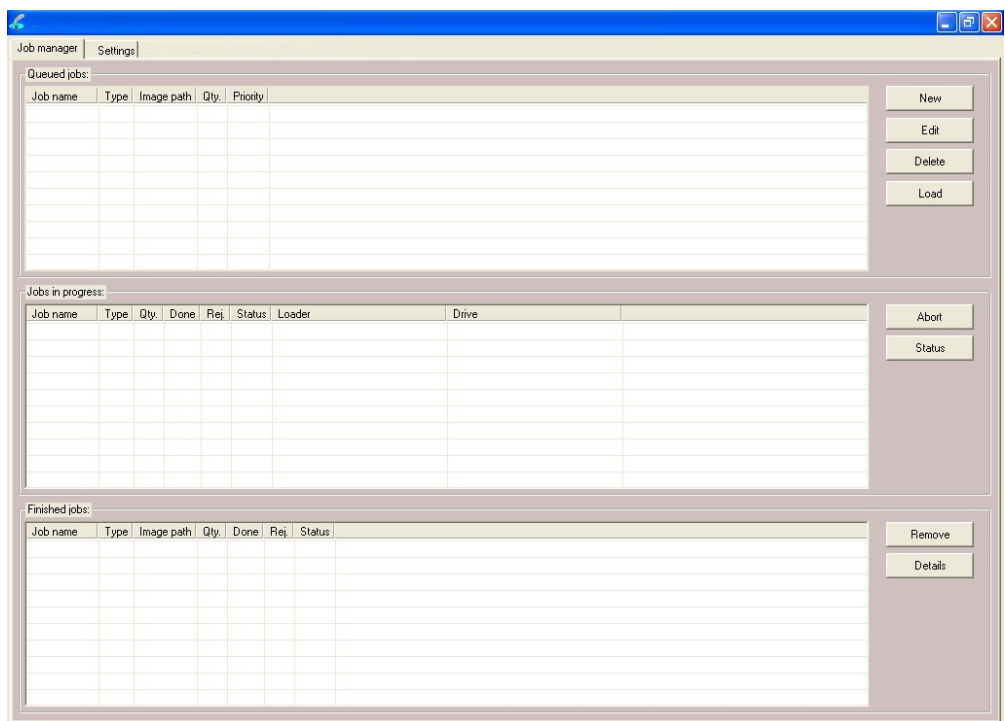 Job manager Settings
Queued jobs:
Job name Type Image path Qty. Priority
New
Edit
Delete
Load
Jobs in progress:
Job name Type Qty. Done Rej. Status Loader Drive
Abort
Status
Finished jobs:
Job name Type Image path Qty. Done Rej. Status
Remove
Details